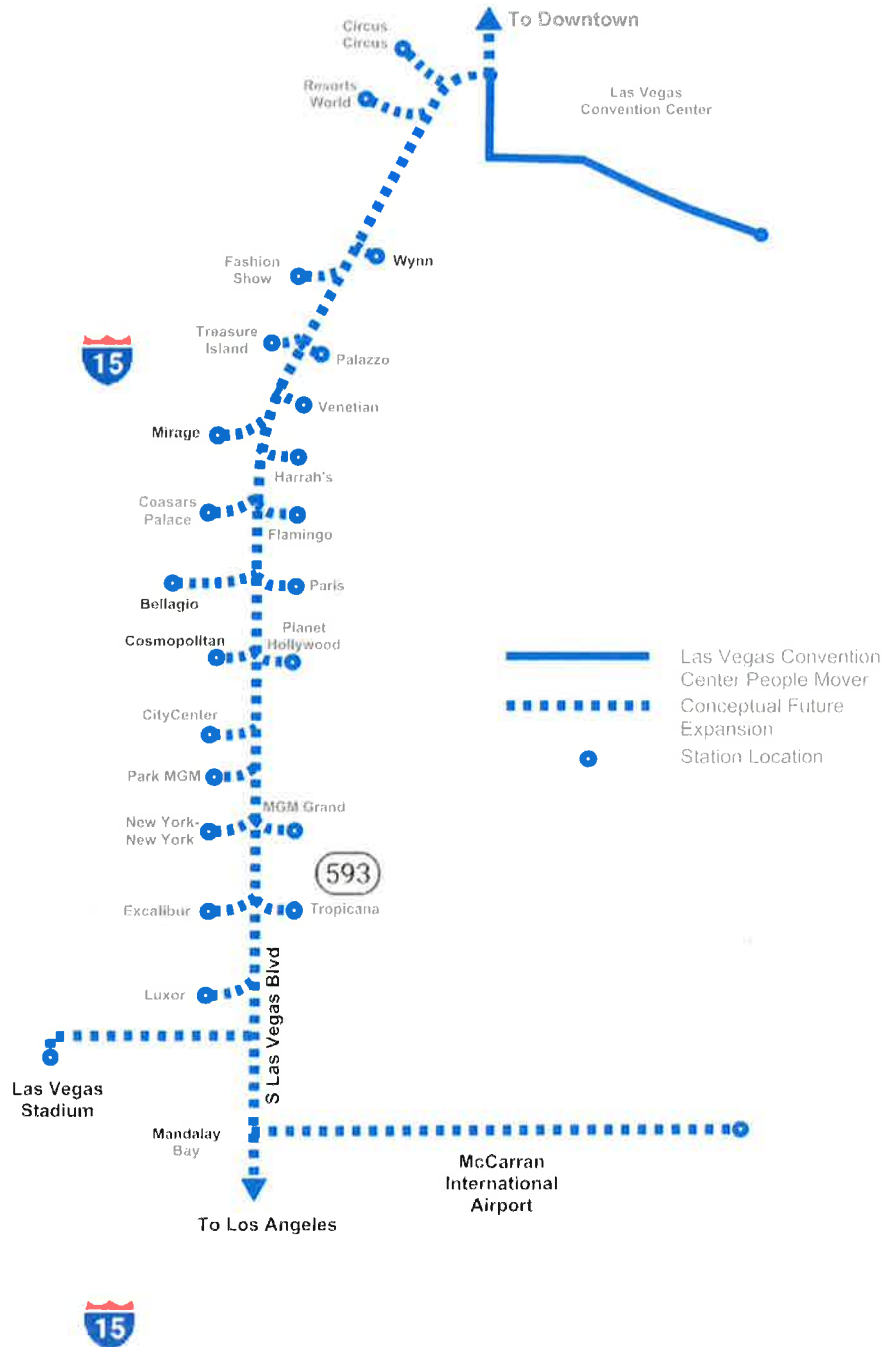 To Downtown
Circus
Circus
Resorts
World
Las Vegas
Convention Center
Wynn
Fashion
Show
Treasure
Island
Palazzo
15
Venetian
Mirage
Harrah's
Coasars
Palace
Flamingo
Bellagio
Paris
Cosmopolitan
Planet
Hollywood
Las Vegas Convention
Center People Mover
Conceptual Future
Expansion
Station Location
CityCenter
Park MGM
MGM Grand
New York-
New York
593
Excalibur
Tropicana
Luxor
S Las Vegas Blvd
Las Vegas
Stadium
Mandalay
Bay
McCarran
International
Airport
To Los Angeles
15